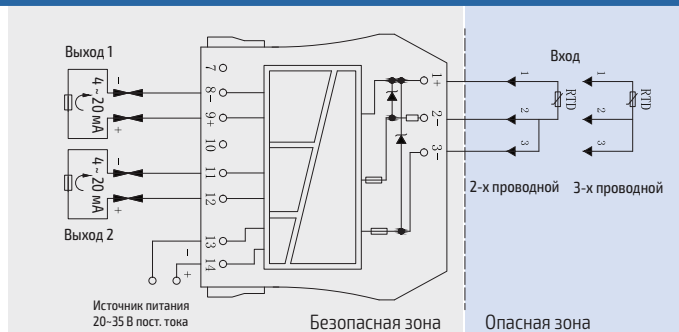 Выход 1
4 ~ 20 мА
-
+
Выход 2
4 ~ 20 мА
-
+
Источник питания
20~35 В пост. тока
-
+
7
8-
9+
10
11
12
13
14
1+
2-
3-
Вход
1
2
3
RTD
1
2
3
RTD
2-х проводной
3-х проводной
Безопасная зона
Опасная зона